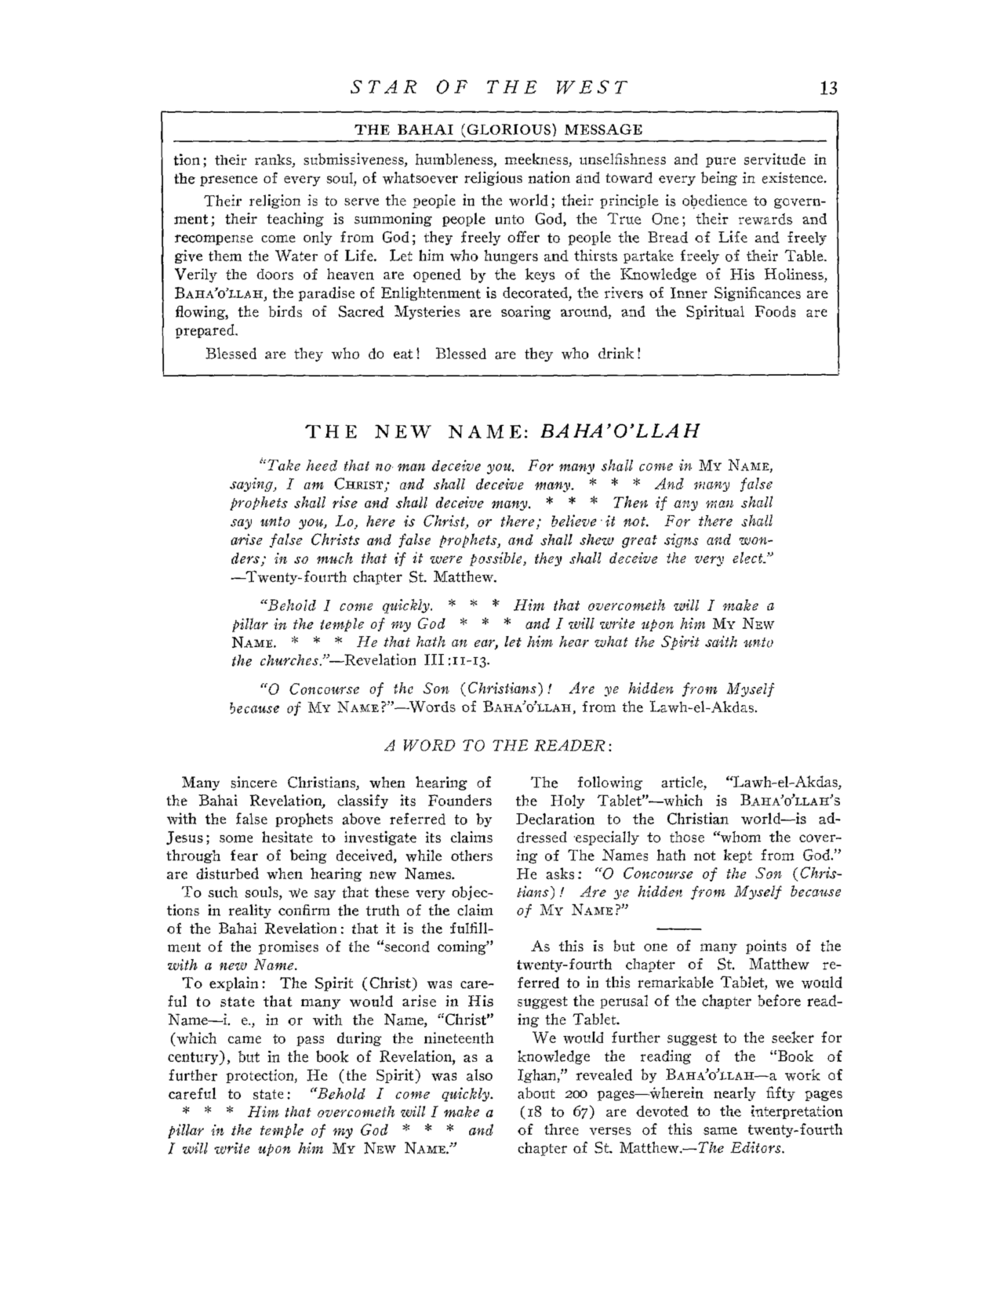 STAR OF THE WEST 13
THE BAHAI (GLORIOUS) MESSAGE
tion; their ranks, submissiveness, humbleness, meekness, unselfishness and pure servitude in
the presence of every soul, of whatsoever religious nation and toward every being in existence.
Their religion is to serve the people in the world; their principle is obedience to govern-
ment; their teaching is summoning people unto God, the True One; their rewards and
recompense come only from God; they freely offer to people the Bread of Life and freely
give them the Water of Life. Let him who hungers and thirsts partake freely of their Table.
Verily the doors of heaven are opened by the keys of the Knowledge of His Holiness,
BAHA'O'LLAH, the paradise of Enlightenment is decorated, the rivers of Inner Significances are
flowing, the birds of Sacred Mysteries are soaring around, and the Spiritual Foods are
prepared.
Blessed are they who do eat! Blessed are they who drink!
THE NEW NAME: BAHA'O'LLAH
"Take heed that no man deceive you. For many shall come in MY NAME,
saying, I am CHRIST; and shall deceive many. * * * And many false
prophets shall rise and shall deceive many. * * * Then if any man shall
say unto you, Lo, here is Christ, or there; believe it not. For there shall
arise false Christs and false prophets, and shall shew great signs and won-
ders; in so much that if it were possible, they shall deceive the very elect."
—Twenty-fourth chapter St. Matthew.
"Behold I come quickly. * * * Him that overcometh will I make a
pillar in the temple of my God * * * and I will write upon him MY NEW
NAME. * * * He that hath an ear, let him hear what the Spirit saith unto
the churches."—Revelation III:11-13.
"O Concourse of the Son (Christians)! Are ye hidden from Myself
because of MY NAME?"—Words of BAHA'O'LLAH, from the Lawh-el-Akdas.
A WORD TO THE READER:
Many sincere Christians, when hearing of
the Bahai Revelation, classify its Founders
with the false prophets above referred to by
Jesus; some hesitate to investigate its claims
through fear of being deceived, while others
are disturbed when hearing new Names.
To such souls, we say that these very objec-
tions in reality confirm the truth of the claim
of the Bahai Revelation: that it is the fulfill-
ment of the promises of the "second coming"
with a new Name.
To explain: The Spirit (Christ) was care-
ful to state that many would arise in His
Name—i. e., in or with the Name, "Christ"
(which came to pass during the nineteenth
century), but in the book of Revelation, as a
further protection, He (the Spirit) was also
careful to state: "Behold I come quickly.
* * * Him that overcometh will I make a
pillar in the temple of my God * * * and
I will write upon him MY NEW NAME."
The following article, "Lawh-el-Akdas,
the Holy Tablet"—which is BAHA'O'LLAH'S
Declaration to the Christian world—is ad-
dressed especially to those "whom the cover-
ing of The Names hath not kept from God."
He asks: "O Concourse of the Son (Chris-
tians)! Are ye hidden from Myself because
of MY NAME?"
As this is but one of many points of the
twenty-fourth chapter of St. Matthew re-
ferred to in this remarkable Tablet, we would
suggest the perusal of the chapter before read-
ing the Tablet.
We would further suggest to the seeker for
knowledge the reading of the "Book of
Ighan," revealed by BAHA'O'LLAH—a work of
about 200 pages—wherein nearly fifty pages
(18 to 67) are devoted to the interpretation
of three verses of this same twenty-fourth
chapter of St. Matthew.—The Editors.